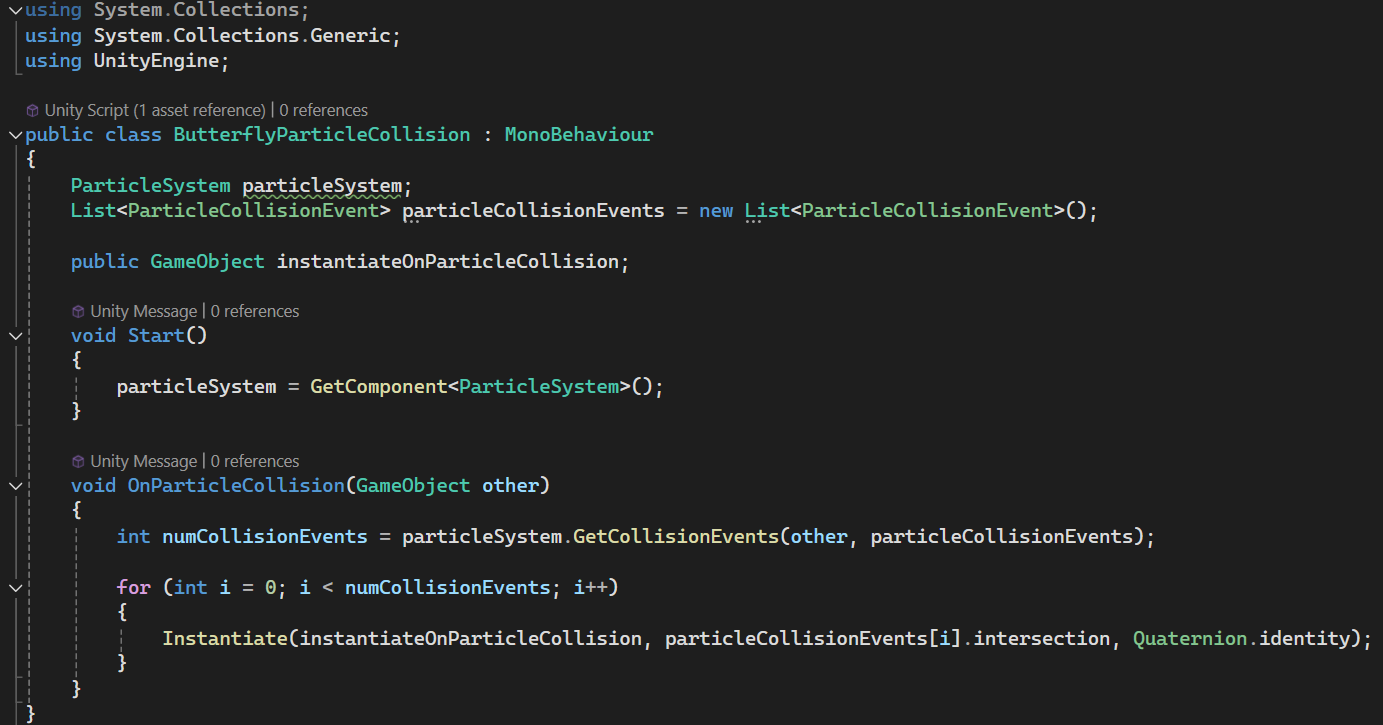 using System.Collections;
using System.Collections.Generic;
using UnityEngine;
Unity Script (1 asset reference) | 0 references
public class ButterflyParticleCollision : MonoBehaviour
{
ParticleSystem particleSystem;
List<ParticleCollisionEvent> particleCollisionEvents = new List<ParticleCollisionEvent>();
public GameObject instantiateOnParticleCollision;
Unity Message | 0 references
void Start()
{
particleSystem = GetComponent<ParticleSystem>();
}
Unity Message | 0 references
void OnParticleCollision(GameObject other)
{
int numCollisionEvents = particleSystem.GetCollisionEvents(other, particleCollisionEvents);
for (int i = 0; i < numCollisionEvents; i++)
{
Instantiate(instantiateOnParticleCollision, particleCollisionEvents[i].intersection, Quaternion.identity);
}
}
}